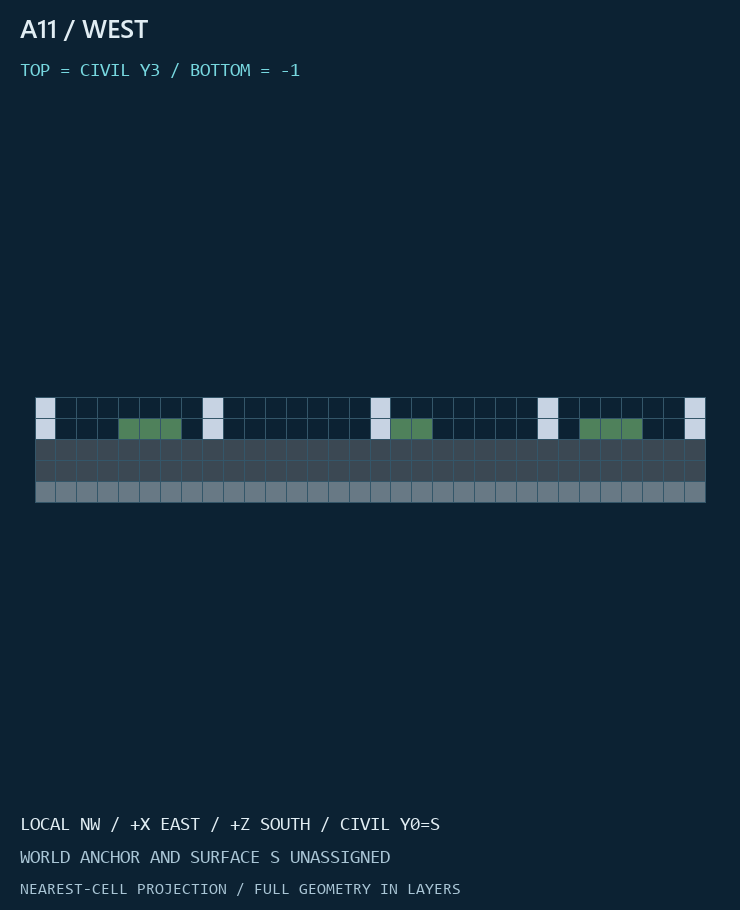 A11 / WEST
TOP = CIVIL Y3 / BOTTOM = -1
LOCAL NW / +X EAST / +Z SOUTH / CIVIL Y0=S
WORLD ANCHOR AND SURFACE S UNASSIGNED
NEAREST-CELL PROJECTION / FULL GEOMETRY IN LAYERS